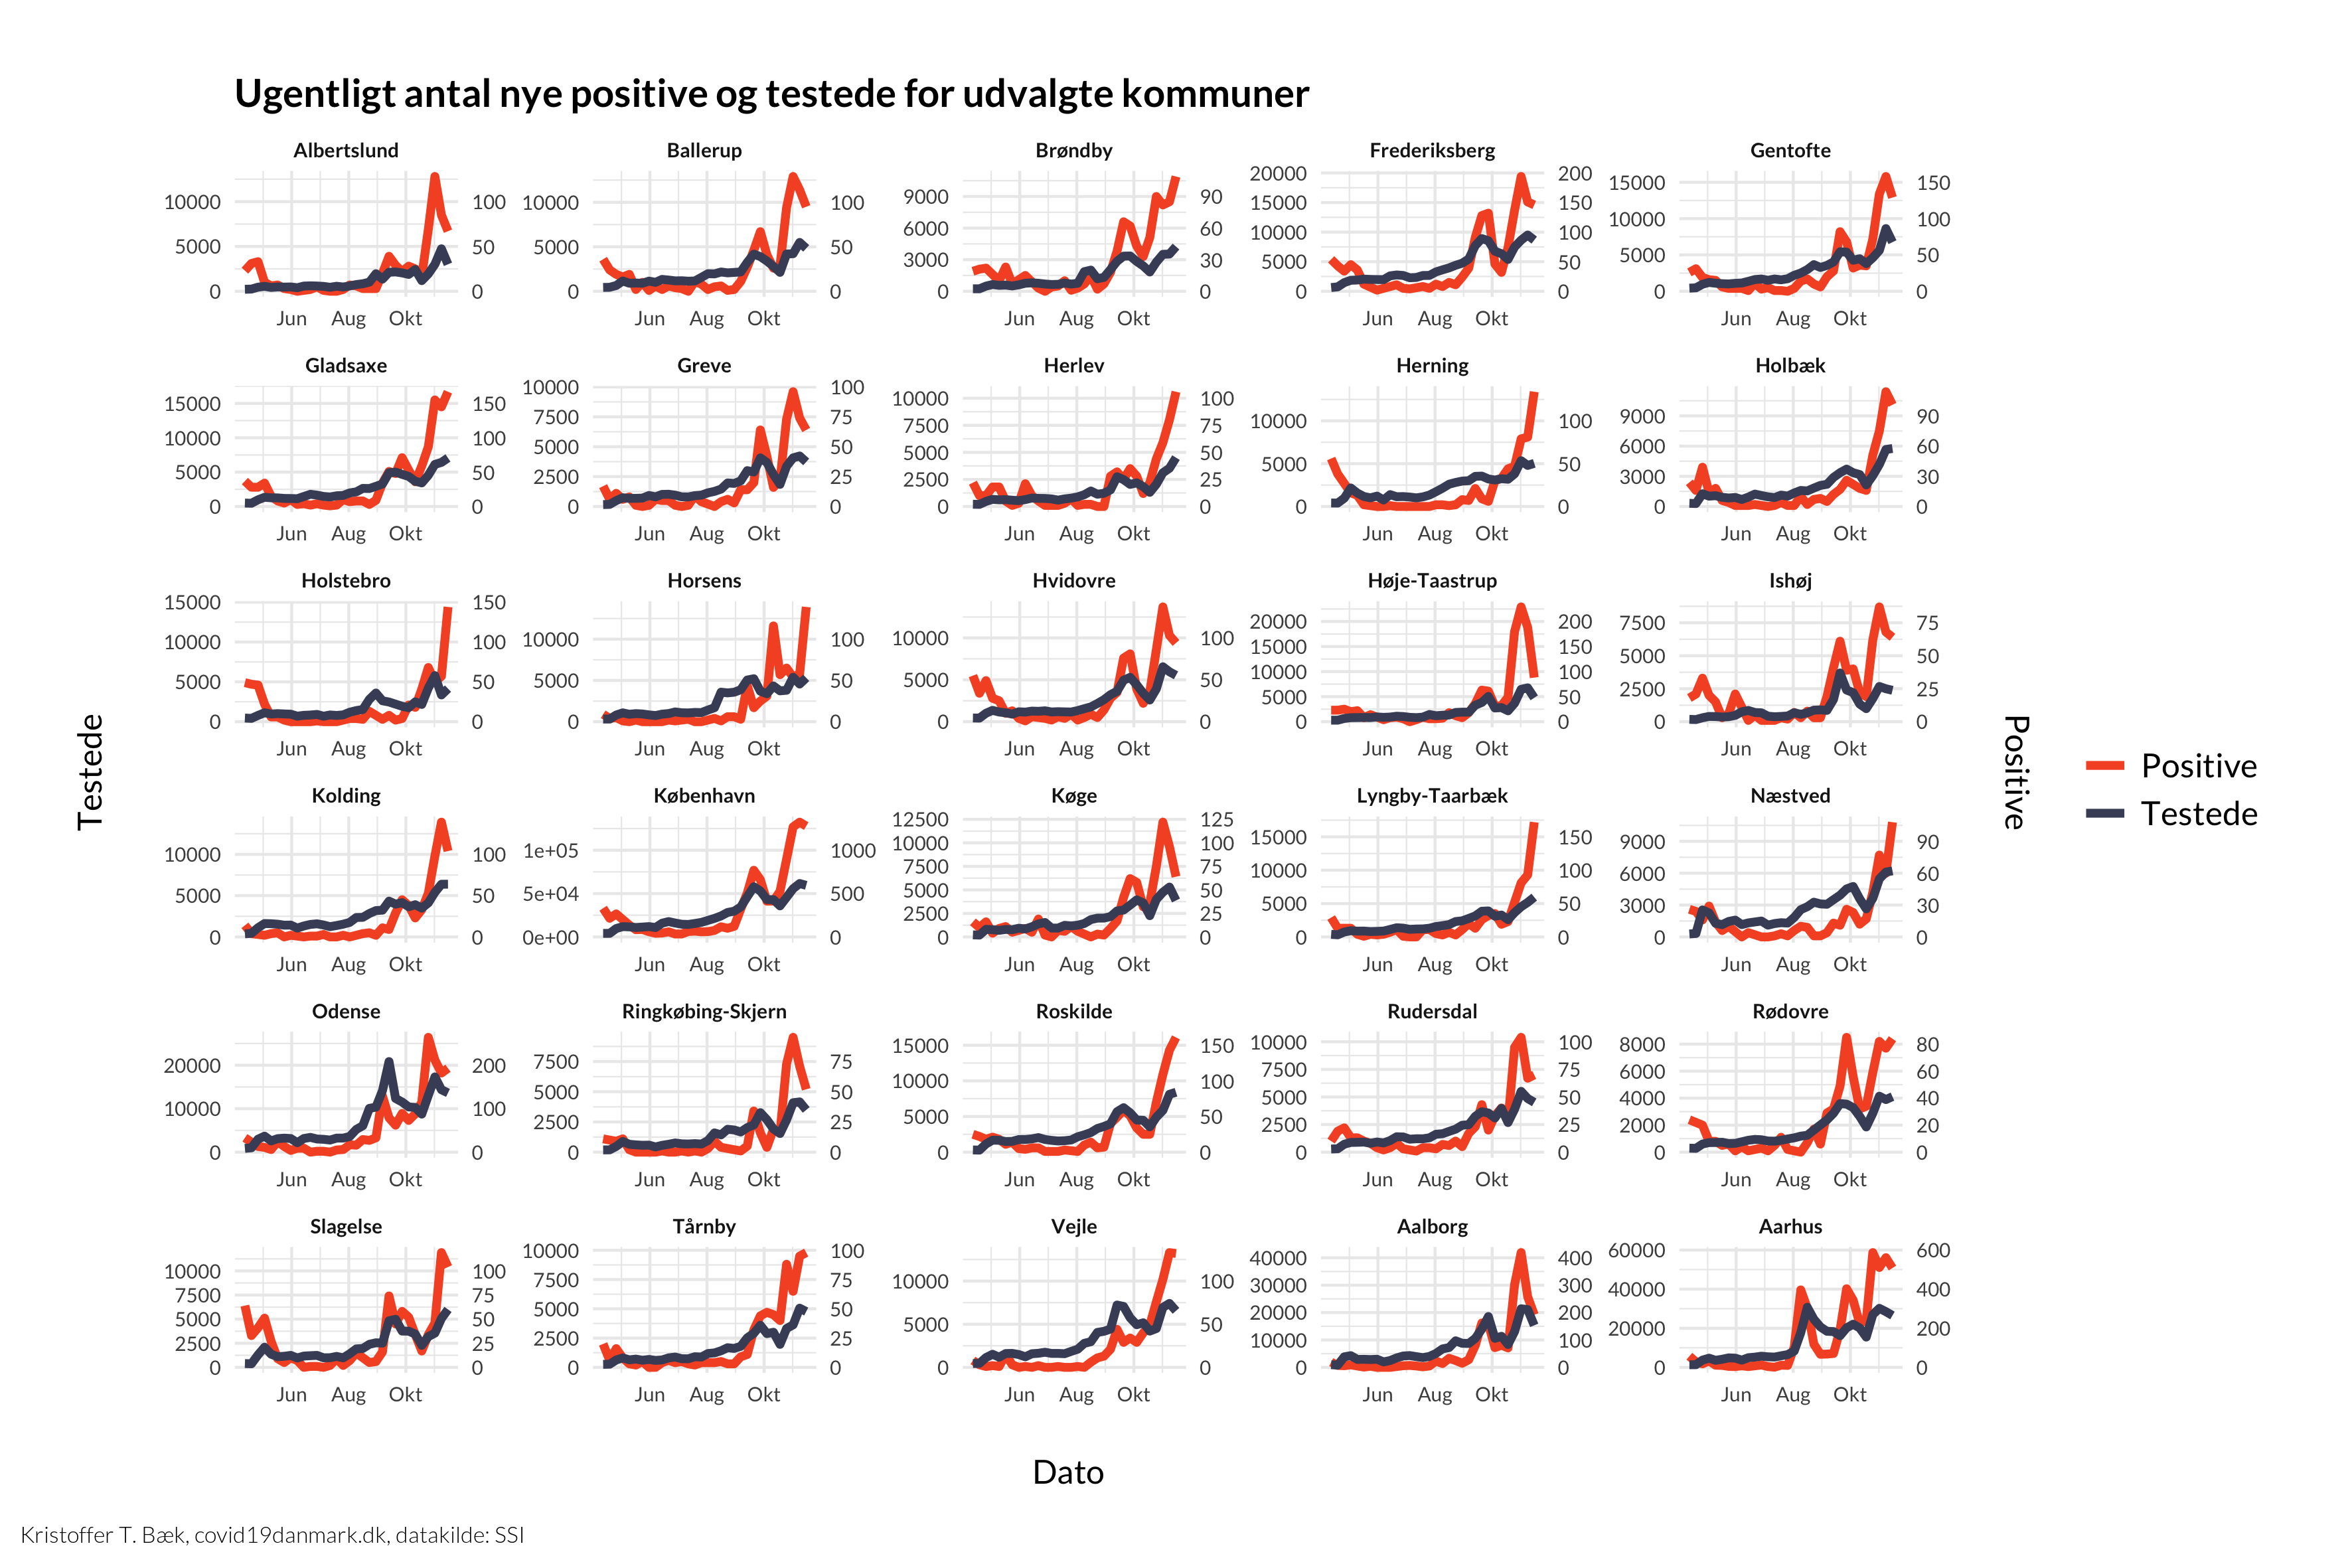 Ugentligt antal nye positive og testede for udvalgte kommuner
Albertslund Ballerup Brøndby Frederiksberg Gentofte
10000 5000 0 100 50 0
10000 5000 0 100 50 0
9000 6000 3000 0 90 60 30 0
20000 15000 10000 5000 0 200 150 100 50 0
15000 10000 5000 0 150 100 50 0
Jun Aug Okt Jun Aug Okt Jun Aug Okt Jun Aug Okt Jun Aug Okt
Gladsaxe Greve Herlev Herning Holbæk
15000 10000 5000 0 150 100 50 0
10000 7500 5000 2500 0 100 75 50 25 0
10000 7500 5000 2500 0 100 75 50 25 0
10000 5000 0 100 50 0
9000 6000 3000 0 90 60 30 0
Jun Aug Okt Jun Aug Okt Jun Aug Okt Jun Aug Okt Jun Aug Okt
Holstebro Horsens Hvidovre Høje-Taastrup Ishøj
15000 10000 5000 0 150 100 50 0
10000 5000 0 100 50 0
10000 5000 0 100 50 0
20000 15000 10000 5000 0 200 150 100 50 0
7500 5000 2500 0 75 50 25 0
Jun Aug Okt Jun Aug Okt Jun Aug Okt Jun Aug Okt Jun Aug Okt
Kolding København Køge Lyngby-Taarbæk Næstved
10000 5000 0 100 50 0
1e+05 5e+04 0e+00 1000 500 0
12500 10000 7500 5000 2500 0 125 100 75 50 25 0
15000 10000 5000 0 150 100 50 0
9000 6000 3000 0 90 60 30 0
Jun Aug Okt Jun Aug Okt Jun Aug Okt Jun Aug Okt Jun Aug Okt
Odense Ringkøbing-Skjern Roskilde Rudersdal Rødovre
20000 10000 0 200 100 0
7500 5000 2500 0 75 50 25 0
15000 10000 5000 0 150 100 50 0
10000 7500 5000 2500 0 100 75 50 25 0
8000 6000 4000 2000 0 80 60 40 20 0
Jun Aug Okt Jun Aug Okt Jun Aug Okt Jun Aug Okt Jun Aug Okt
Slagelse Tårnby Vejle Aalborg Aarhus
10000 7500 5000 2500 0 100 75 50 25 0
10000 7500 5000 2500 0 100 75 50 25 0
10000 5000 0 100 50 0
40000 30000 20000 10000 0 400 300 200 100 0
60000 40000 20000 0 600 400 200 0
Jun Aug Okt Jun Aug Okt Jun Aug Okt Jun Aug Okt Jun Aug Okt
Testede
Positive
Positive
Testede
Dato
Kristoffer T. Bæk, covid19danmark.dk, datakilde: SSI